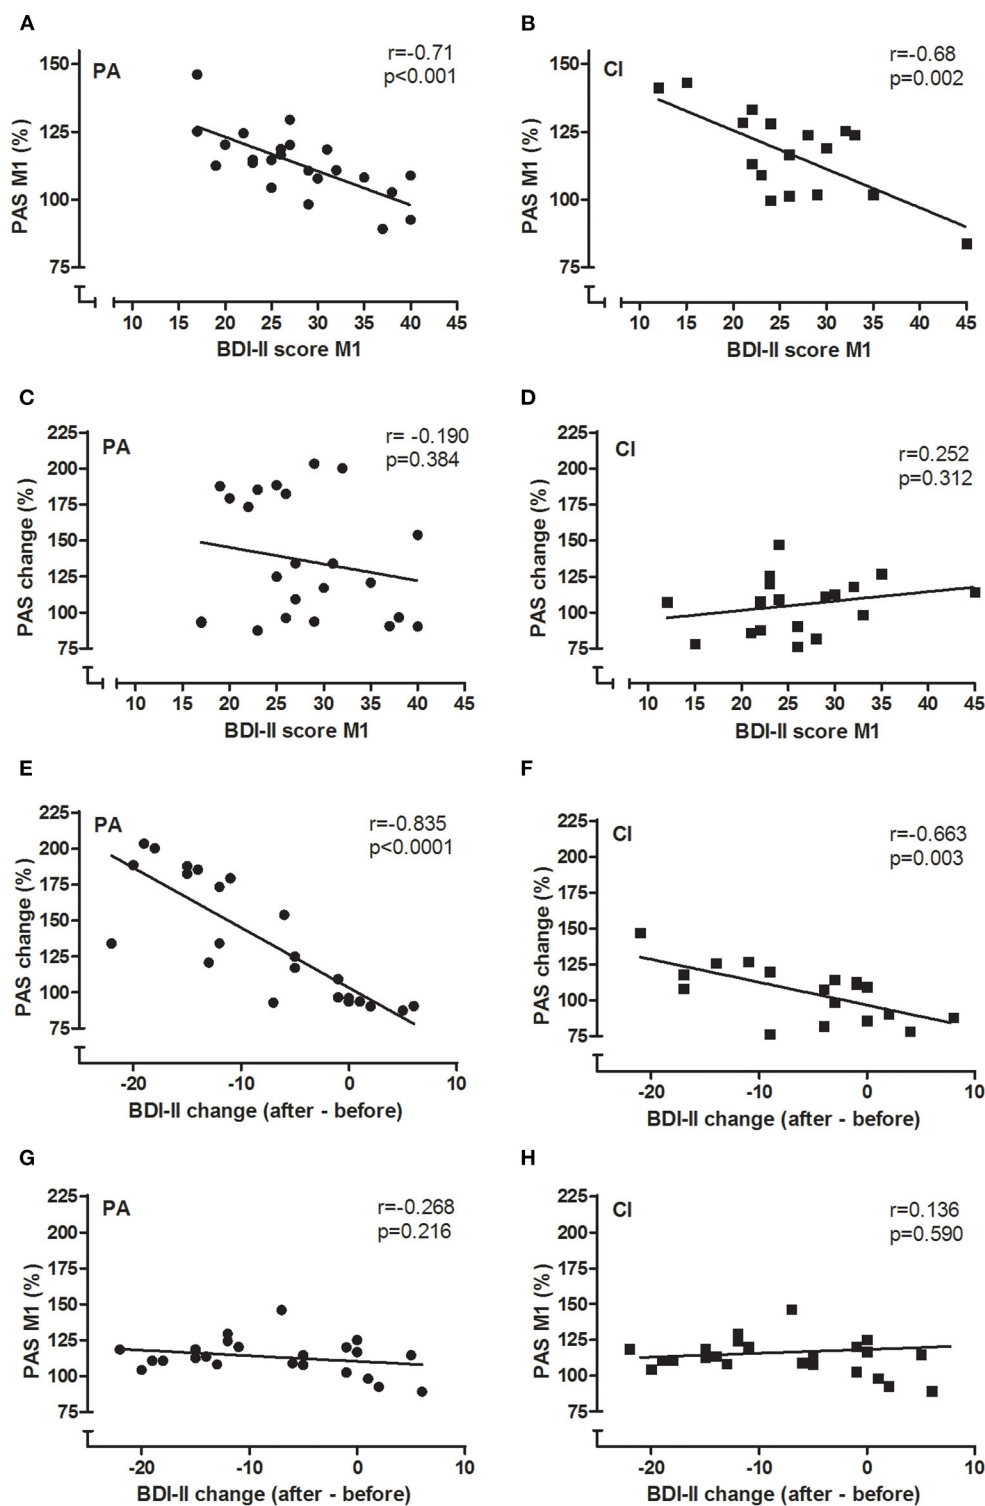 A
PA
r=-0.71
p<0.001
150
125
100
75
PAS M1 (%)
10 15 20 25 30 35 40 45
BDI-II score M1
B
CI
r=-0.68
p=0.002
150
125
100
75
PAS M1 (%)
10 15 20 25 30 35 40 45
BDI-II score M1
C
PA
r= -0.190
p=0.384
225
200
175
150
125
100
75
PAS change (%)
10 15 20 25 30 35 40 45
BDI-II score M1
D
CI
r=0.252
p=0.312
225
200
175
150
125
100
75
PAS change (%)
10 15 20 25 30 35 40 45
BDI-II score M1
E
PA
r=-0.835
p<0.0001
225
200
175
150
125
100
75
PAS change (%)
-20 -10 0 10
BDI-II change (after - before)
F
CI
r=-0.663
p=0.003
225
200
175
150
125
100
75
PAS change (%)
-20 -10 0 10
BDI-II change (after - before)
G
PA
r=-0.268
p=0.216
225
200
175
150
125
100
75
PAS M1 (%)
-20 -10 0 10
BDI-II change (after - before)
H
CI
r=0.136
p=0.590
225
200
175
150
125
100
75
PAS M1 (%)
-20 -10 0 10
BDI-II change (after - before)